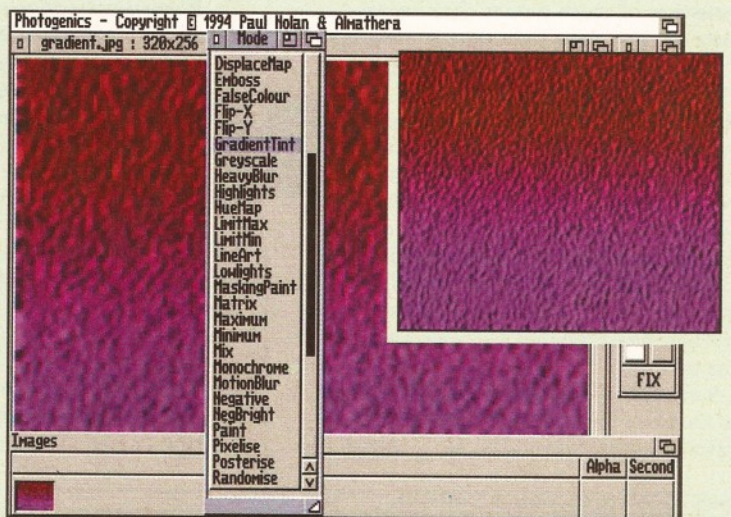 Photogenics - Copyright © 1994 Paul Nolan & Almathera
gradient.jpg : 320x256
Mode
DisplaceMap
Emboss
FalseColour
Flip-X
Flip-Y
GradientTint
Greyscale
HeavyBlur
Highlights
HueMap
LimitMax
LimitMin
LineArt
Lowlights
MaskingPaint
Matrix
Maximum
Minimum
Mix
Monochrome
MotionBlur
Negative
NegBright
Paint
Pixelise
Posterise
Randomise
FIX
Images
Alpha
Second